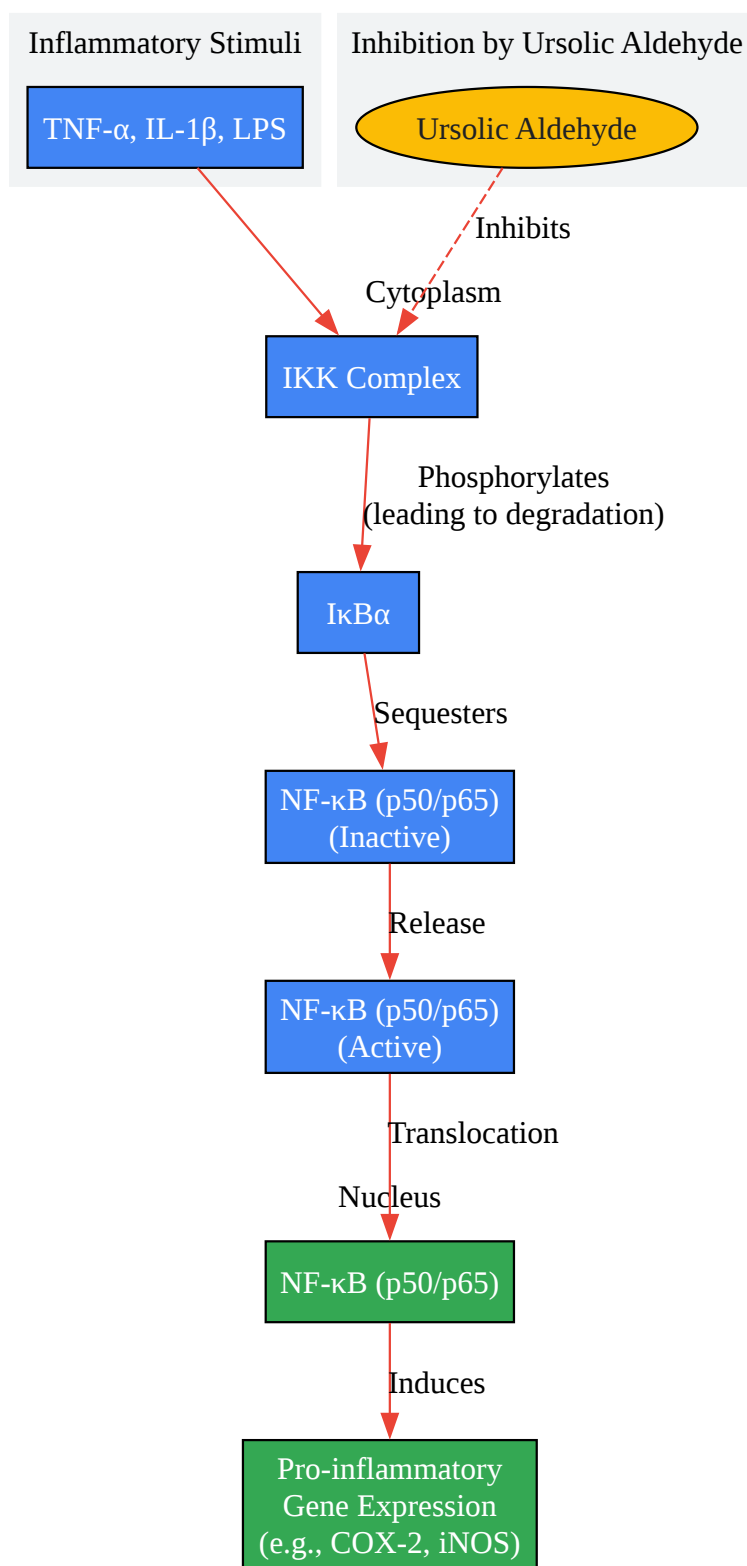 Inflammatory Stimuli
Inhibition by Ursolic Aldehyde
TNF-α, IL-1β, LPS
Ursolic Aldehyde
Inhibits
Cytoplasm
IKK Complex
Phosphorylates
(leading to degradation)
IκBα
Sequesters
NF-κB (p50/p65)
(Inactive)
Release
NF-κB (p50/p65)
(Active)
Translocation
Nucleus
NF-κB (p50/p65)
Induces
Pro-inflammatory
Gene Expression
(e.g., COX-2, iNOS)